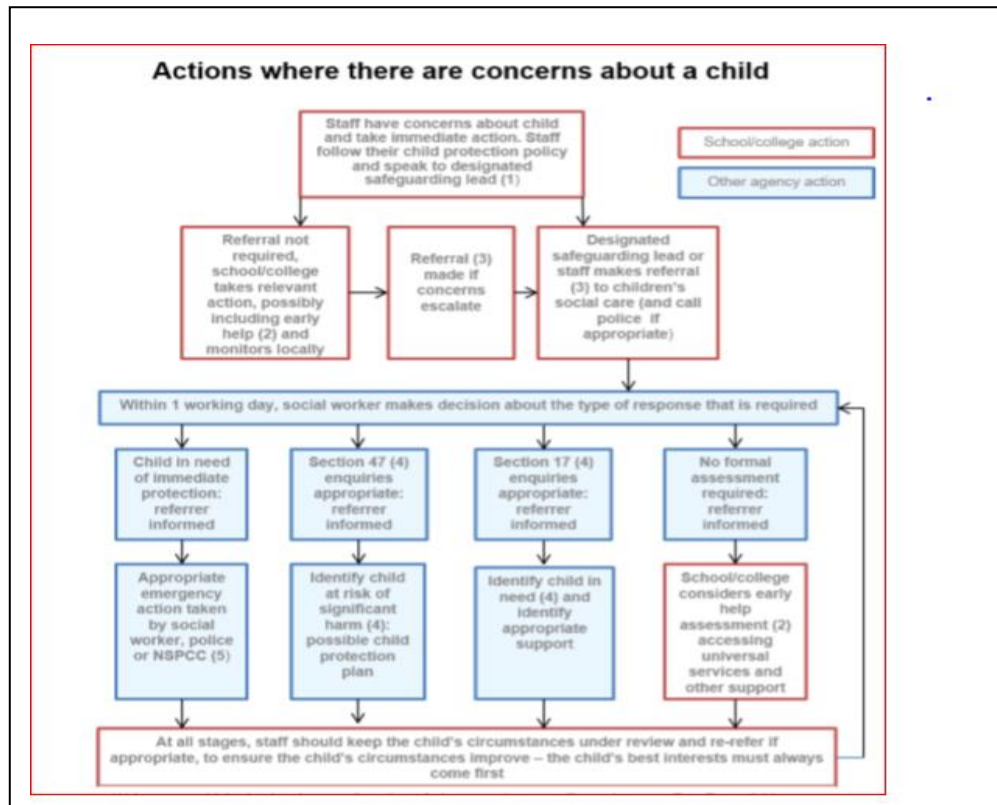 Actions where there are concerns about a child
Staff have concerns about child
and take immediate action. Staff
follow their child protection policy
and speak to designated
safeguarding lead (1)
School/college action
Other agency action
Referral not
required,
school/college
takes relevant
action, possibly
including early
help (2) and
monitors locally
Referral (3)
made if
concerns
escalate
Designated
safeguarding lead or
staff makes referral
(3) to children's
social care (and call
police if
appropriate)
Within 1 working day, social worker makes decision about the type of response that is required
Child in need
of immediate
protection:
referrer
informed
Section 47 (4)
enquiries
appropriate:
referrer
informed
Section 17 (4)
enquiries
appropriate:
referrer
informed
No formal
assessment
required:
referrer
informed
Appropriate
emergency
action taken
by social
worker, police
or NSPCC (5)
Identify child
at risk of
significant
harm (4):
possible child
protection
plan
Identify child in
need (4) and
identify
appropriate
support
School/college
considers early
help
assessment (2)
accessing
universal
services and
other support
At all stages, staff should keep the child's circumstances under review and re-refer if
appropriate, to ensure the child's circumstances improve – the child's best interests must always
come first